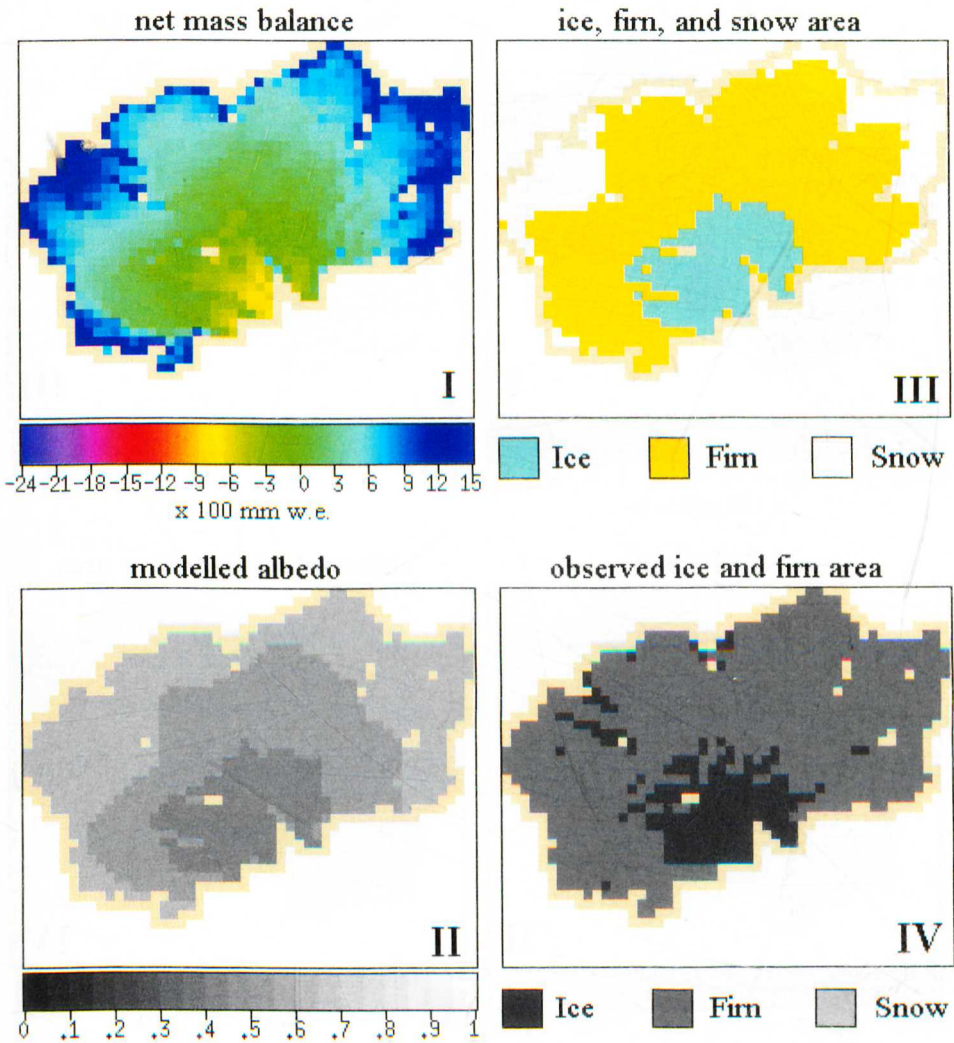 net mass balance
I
-24 -21 -18 -15 -12 -9 -6 -3 0 3 6 9 12 15
x 100 mm w.e.
ice, firn, and snow area
III
Ice Firn Snow
modelled albedo
II
0 .1 .2 .3 .4 .5 .6 .7 .8 .9 1
observed ice and firn area
IV
Ice Firn Snow